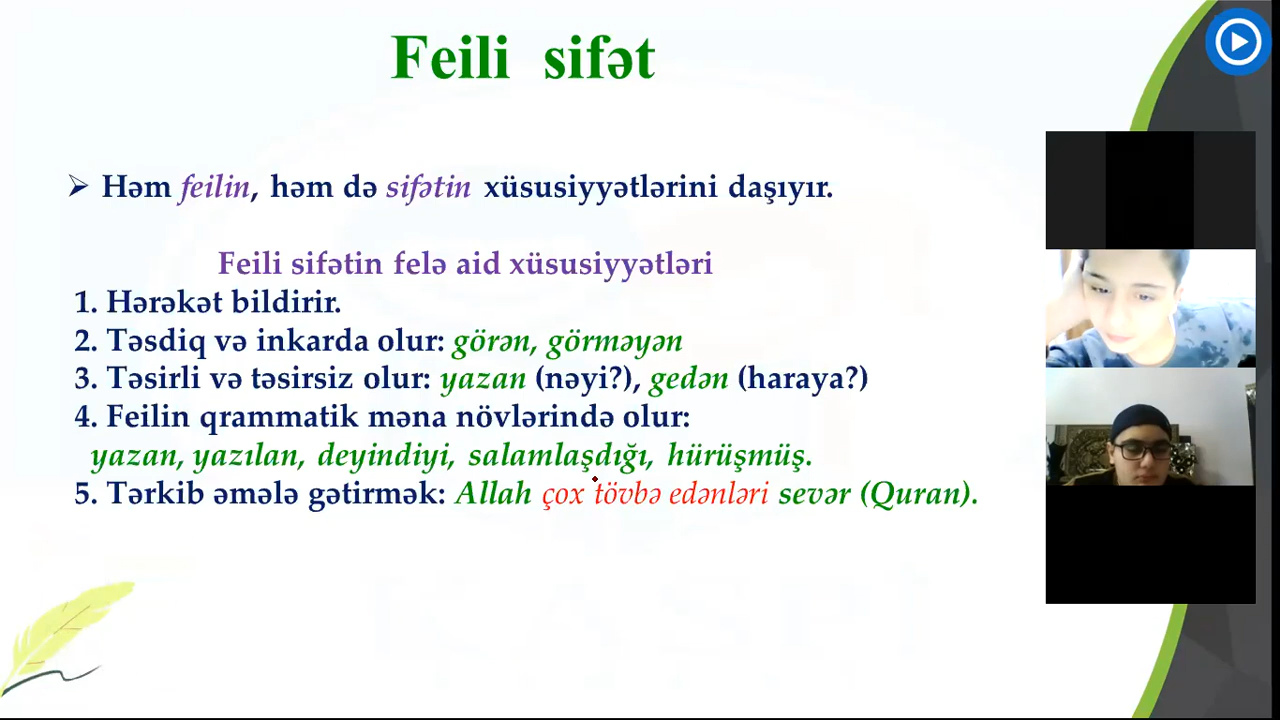 Feili sifət
➢ Həm feilin, həm də sifətin xüsusiyyətlərini daşıyır.
Feili sifətin felə aid xüsusiyyətləri
1. Hərəkət bildirir.
2. Təsdiq və inkarda olur: görən, görməyən
3. Təsirli və təsirsiz olur: yazan (nəyi?), gedən (haraya?)
4. Feilin qrammatik məna növlərində olur:
yazan, yazılan, deyindiyi, salamlaşdığı, hürüşmüş.
5. Tərkib əmələ gətirmək: Allah çox tövbə edənləri sevər (Quran).